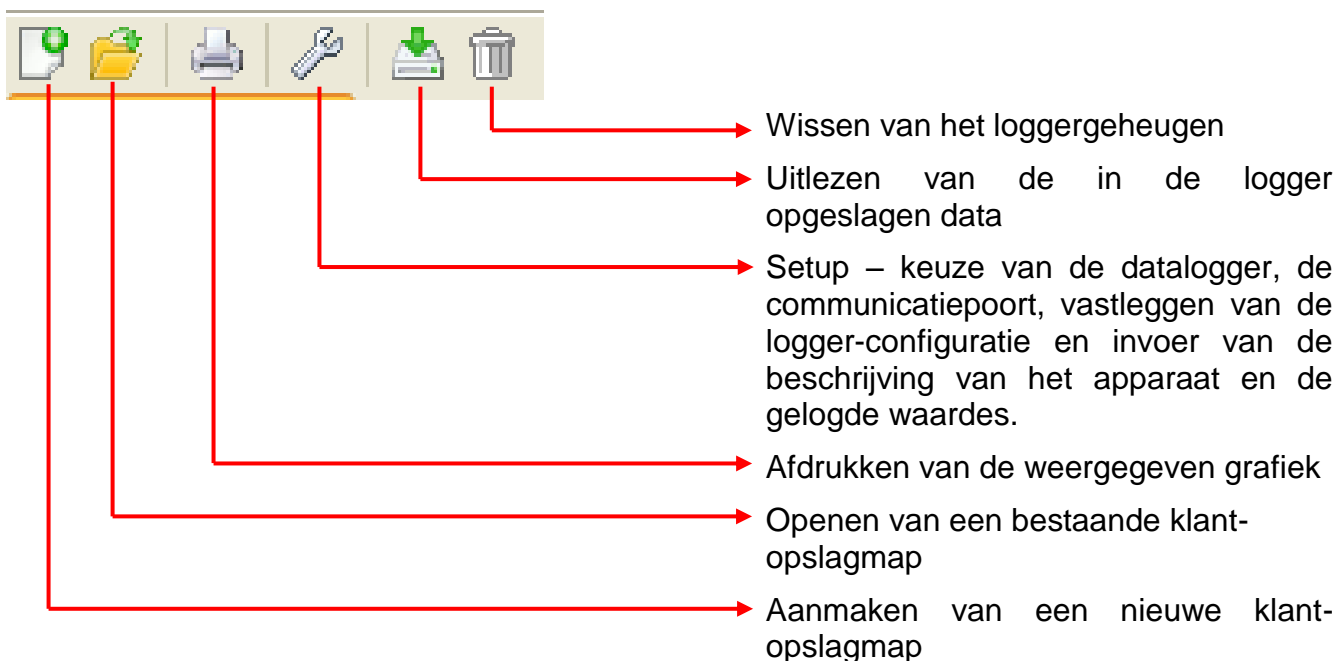 Wissen van het loggergeheugen
Uitlezen van de in de logger
opgeslagen data
Setup – keuze van de datalogger, de
communicatiepoort, vastleggen van de
logger-configuratie en invoer van de
beschrijving van het apparaat en de
gelogde waardes.
Afdrukken van de weergegeven grafiek
Openen van een bestaande klant-
opslagmap
Aanmaken van een nieuwe klant-
opslagmap